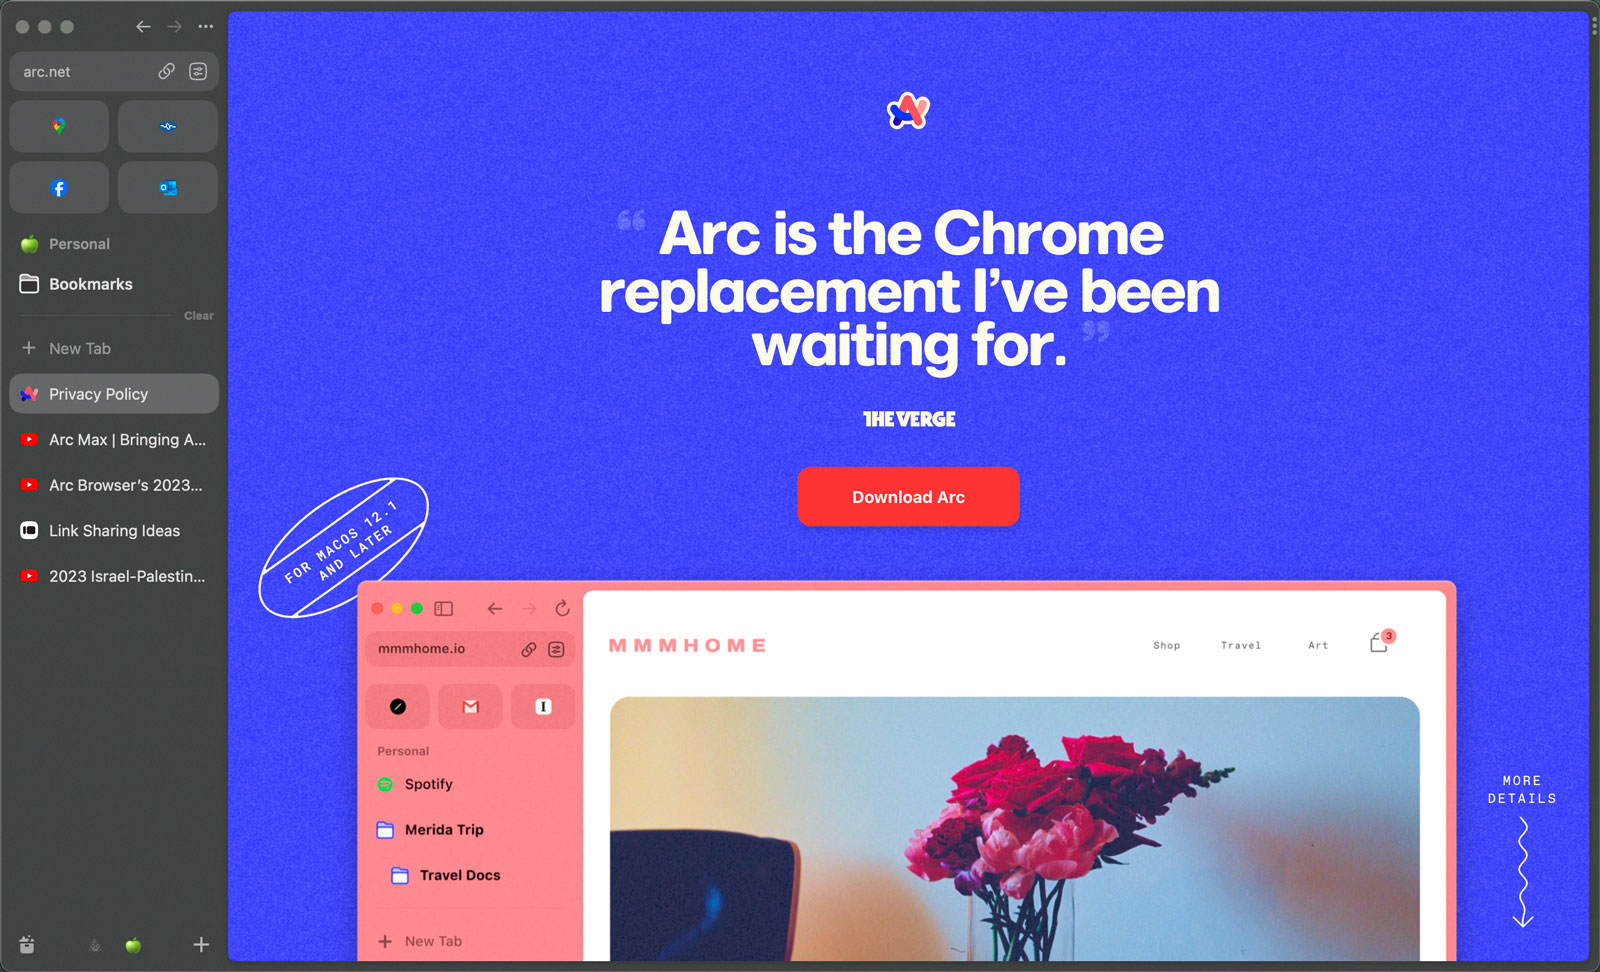 arc.net
Personal
Bookmarks
Clear
New Tab
Privacy Policy
Arc Max | Bringing A...
Arc Browser’s 2023...
Link Sharing Ideas
2023 Israel-Palestin...
“Arc is the Chrome
replacement I’ve been
waiting for.”
THE VERGE
Download Arc
FOR MACOS 12.1
AND LATER
mmmhome.io
Personal
Spotify
Merida Trip
Travel Docs
New Tab
MMMHOME
Shop
Travel
Art
3
MORE
DETAILS